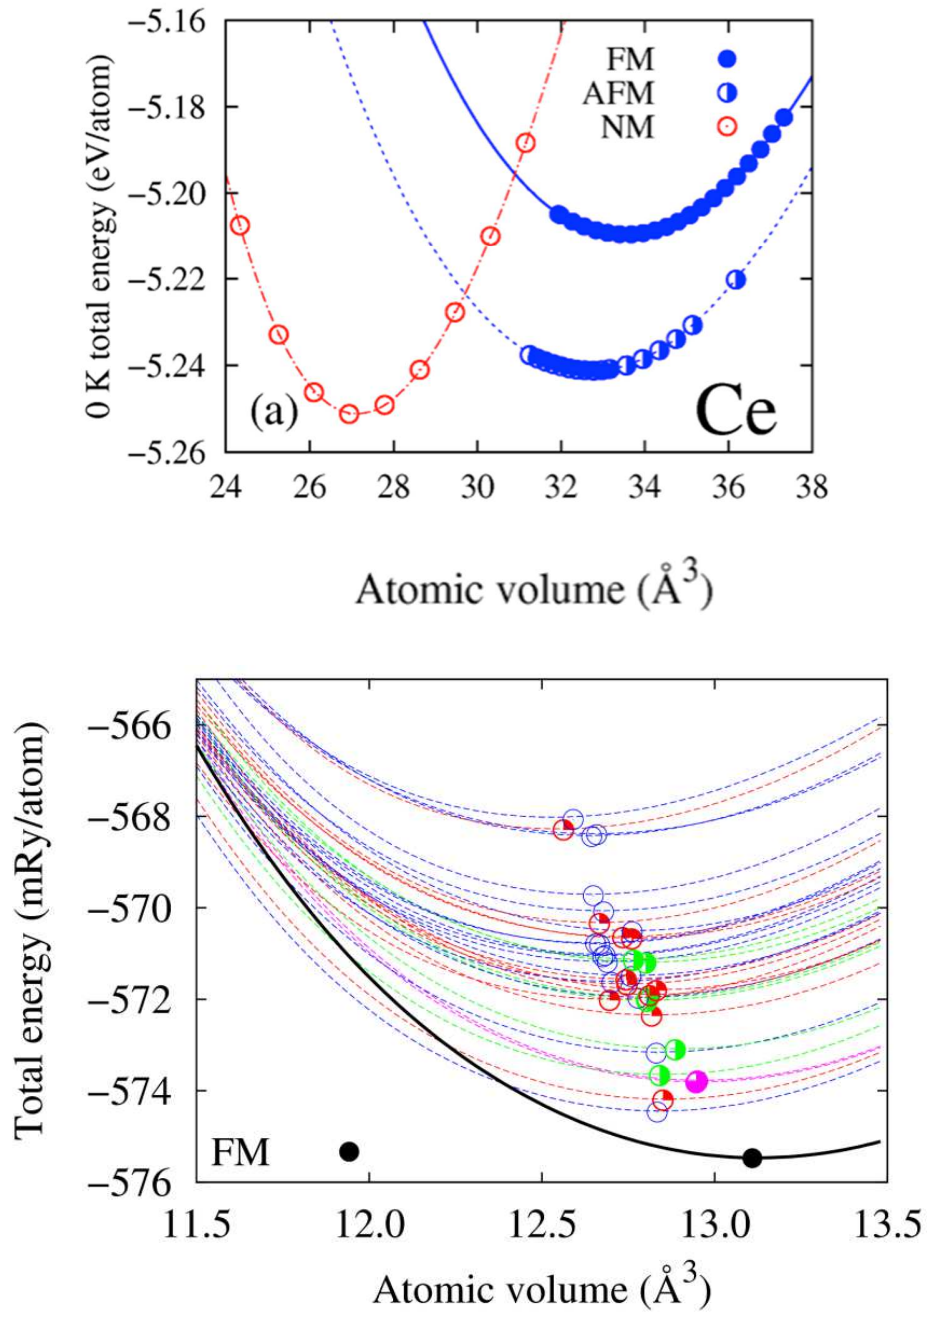 −5.16
−5.18
−5.20
−5.22
−5.24
−5.26
0 K total energy (eV/atom)
FM
AFM
NM
(a)
Ce
24 26 28 30 32 34 36 38
Atomic volume (Å³)
−566
−568
−570
−572
−574
−576
Total energy (mRy/atom)
FM
11.5 12.0 12.5 13.0 13.5
Atomic volume (Å³)